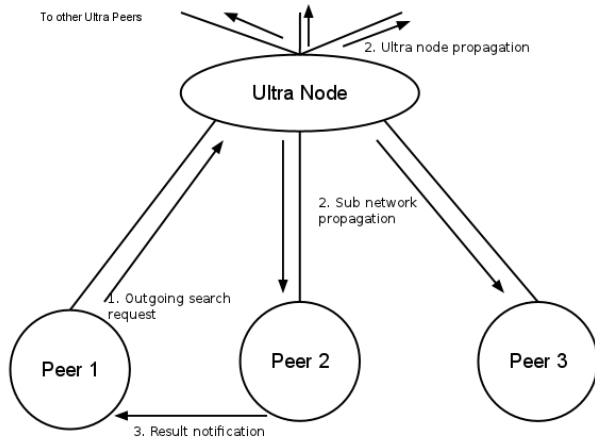 To other Ultra Peers
2. Ultra node propagation
Ultra Node
2. Sub network
propagation
1. Outgoing search
request
Peer 1
Peer 2
Peer 3
3. Result notification